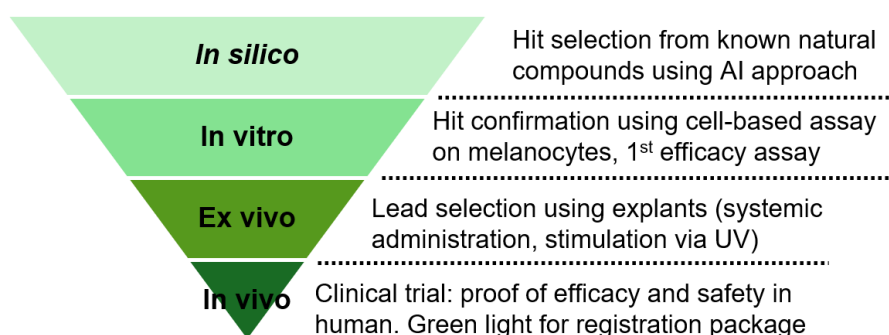 In silico
Hit selection from known natural
compounds using AI approach
In vitro
Hit confirmation using cell-based assay
on melanocytes, 1st efficacy assay
Ex vivo
Lead selection using explants (systemic
administration, stimulation via UV)
In vivo
Clinical trial: proof of efficacy and safety in
human. Green light for registration package